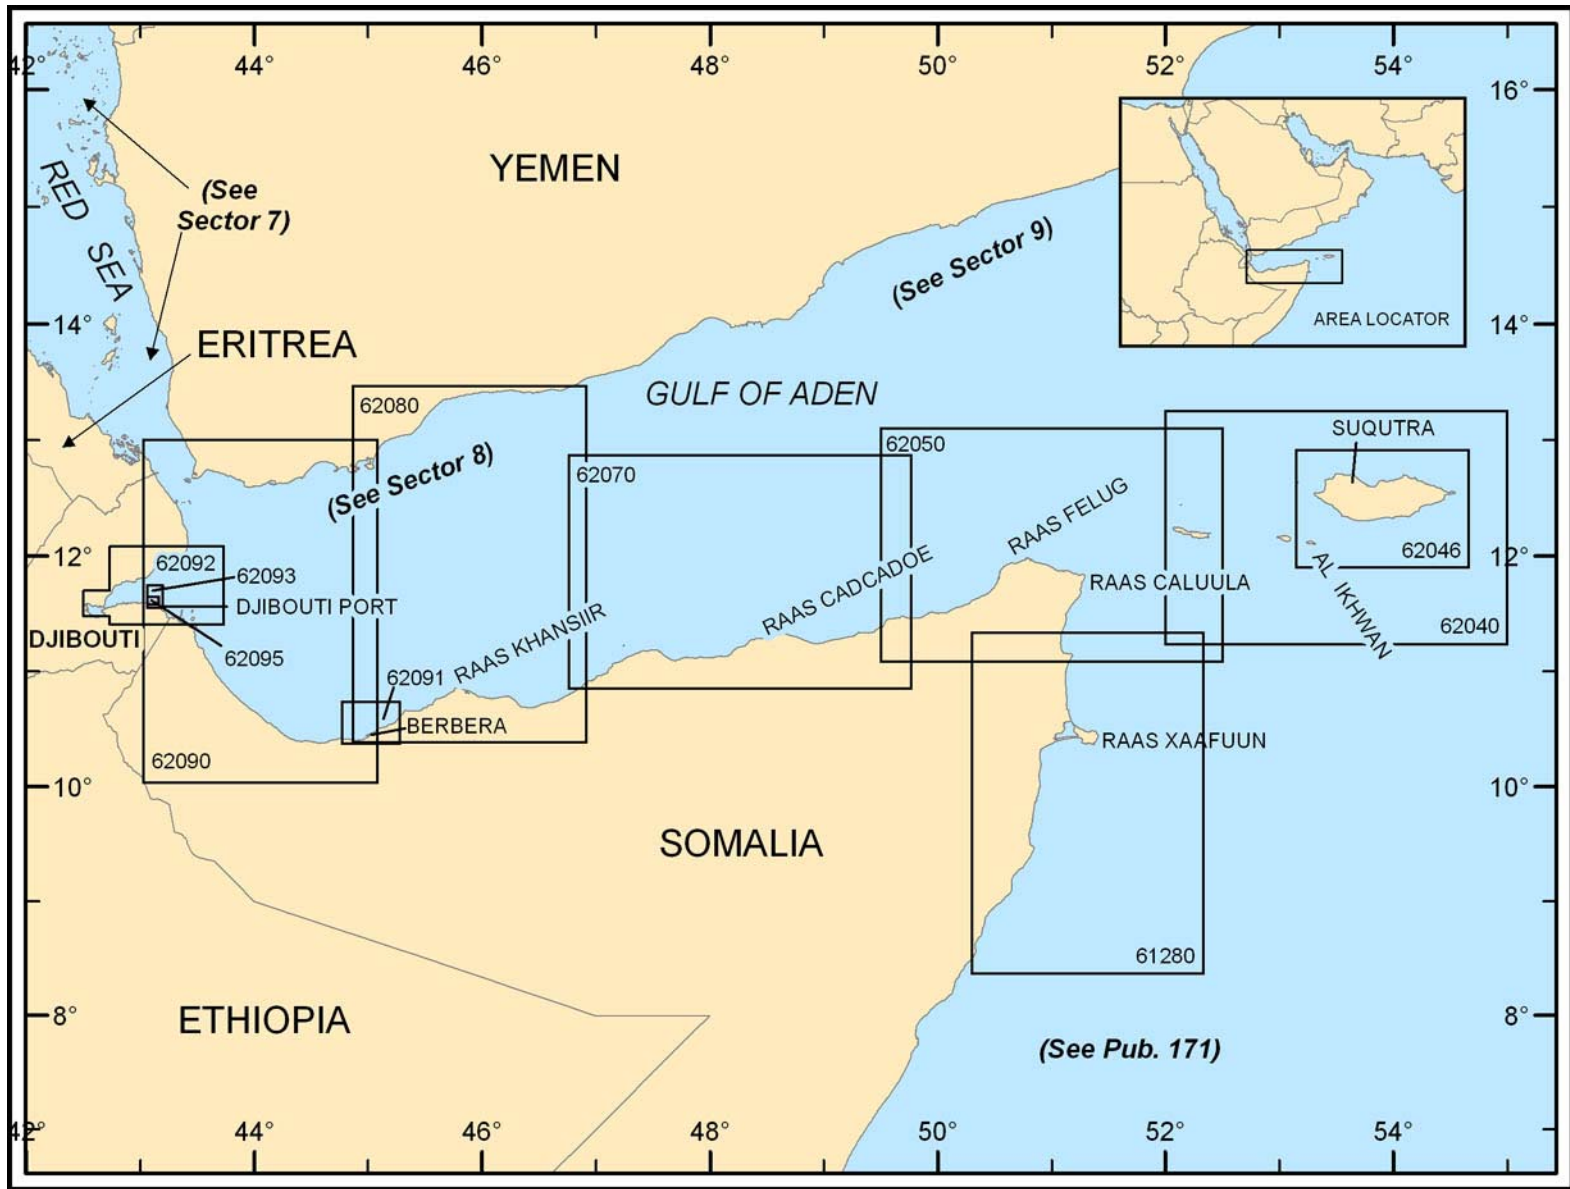 42°
44°
46°
48°
50°
52°
54°
16°
YEMEN
RED SEA
(See
Sector 7)
(See Sector 9)
AREA LOCATOR
14°
14°
ERITREA
GULF OF ADEN
62080
SUQUTRA
62050
(See Sector 8)
62070
RAAS FELUG
12°
12°
62092
62046
62093
RAAS CADCADOE
RAAS CALUULA
AL IKHWAN
DJIBOUTI PORT
RAAS KHANSIIR
62040
DJIBOUTI
62095
62091
BERBERA
RAAS XAAFUUN
62090
10°
10°
SOMALIA
61280
ETHIOPIA
8°
8°
(See Pub. 171)
42°
44°
46°
48°
50°
52°
54°